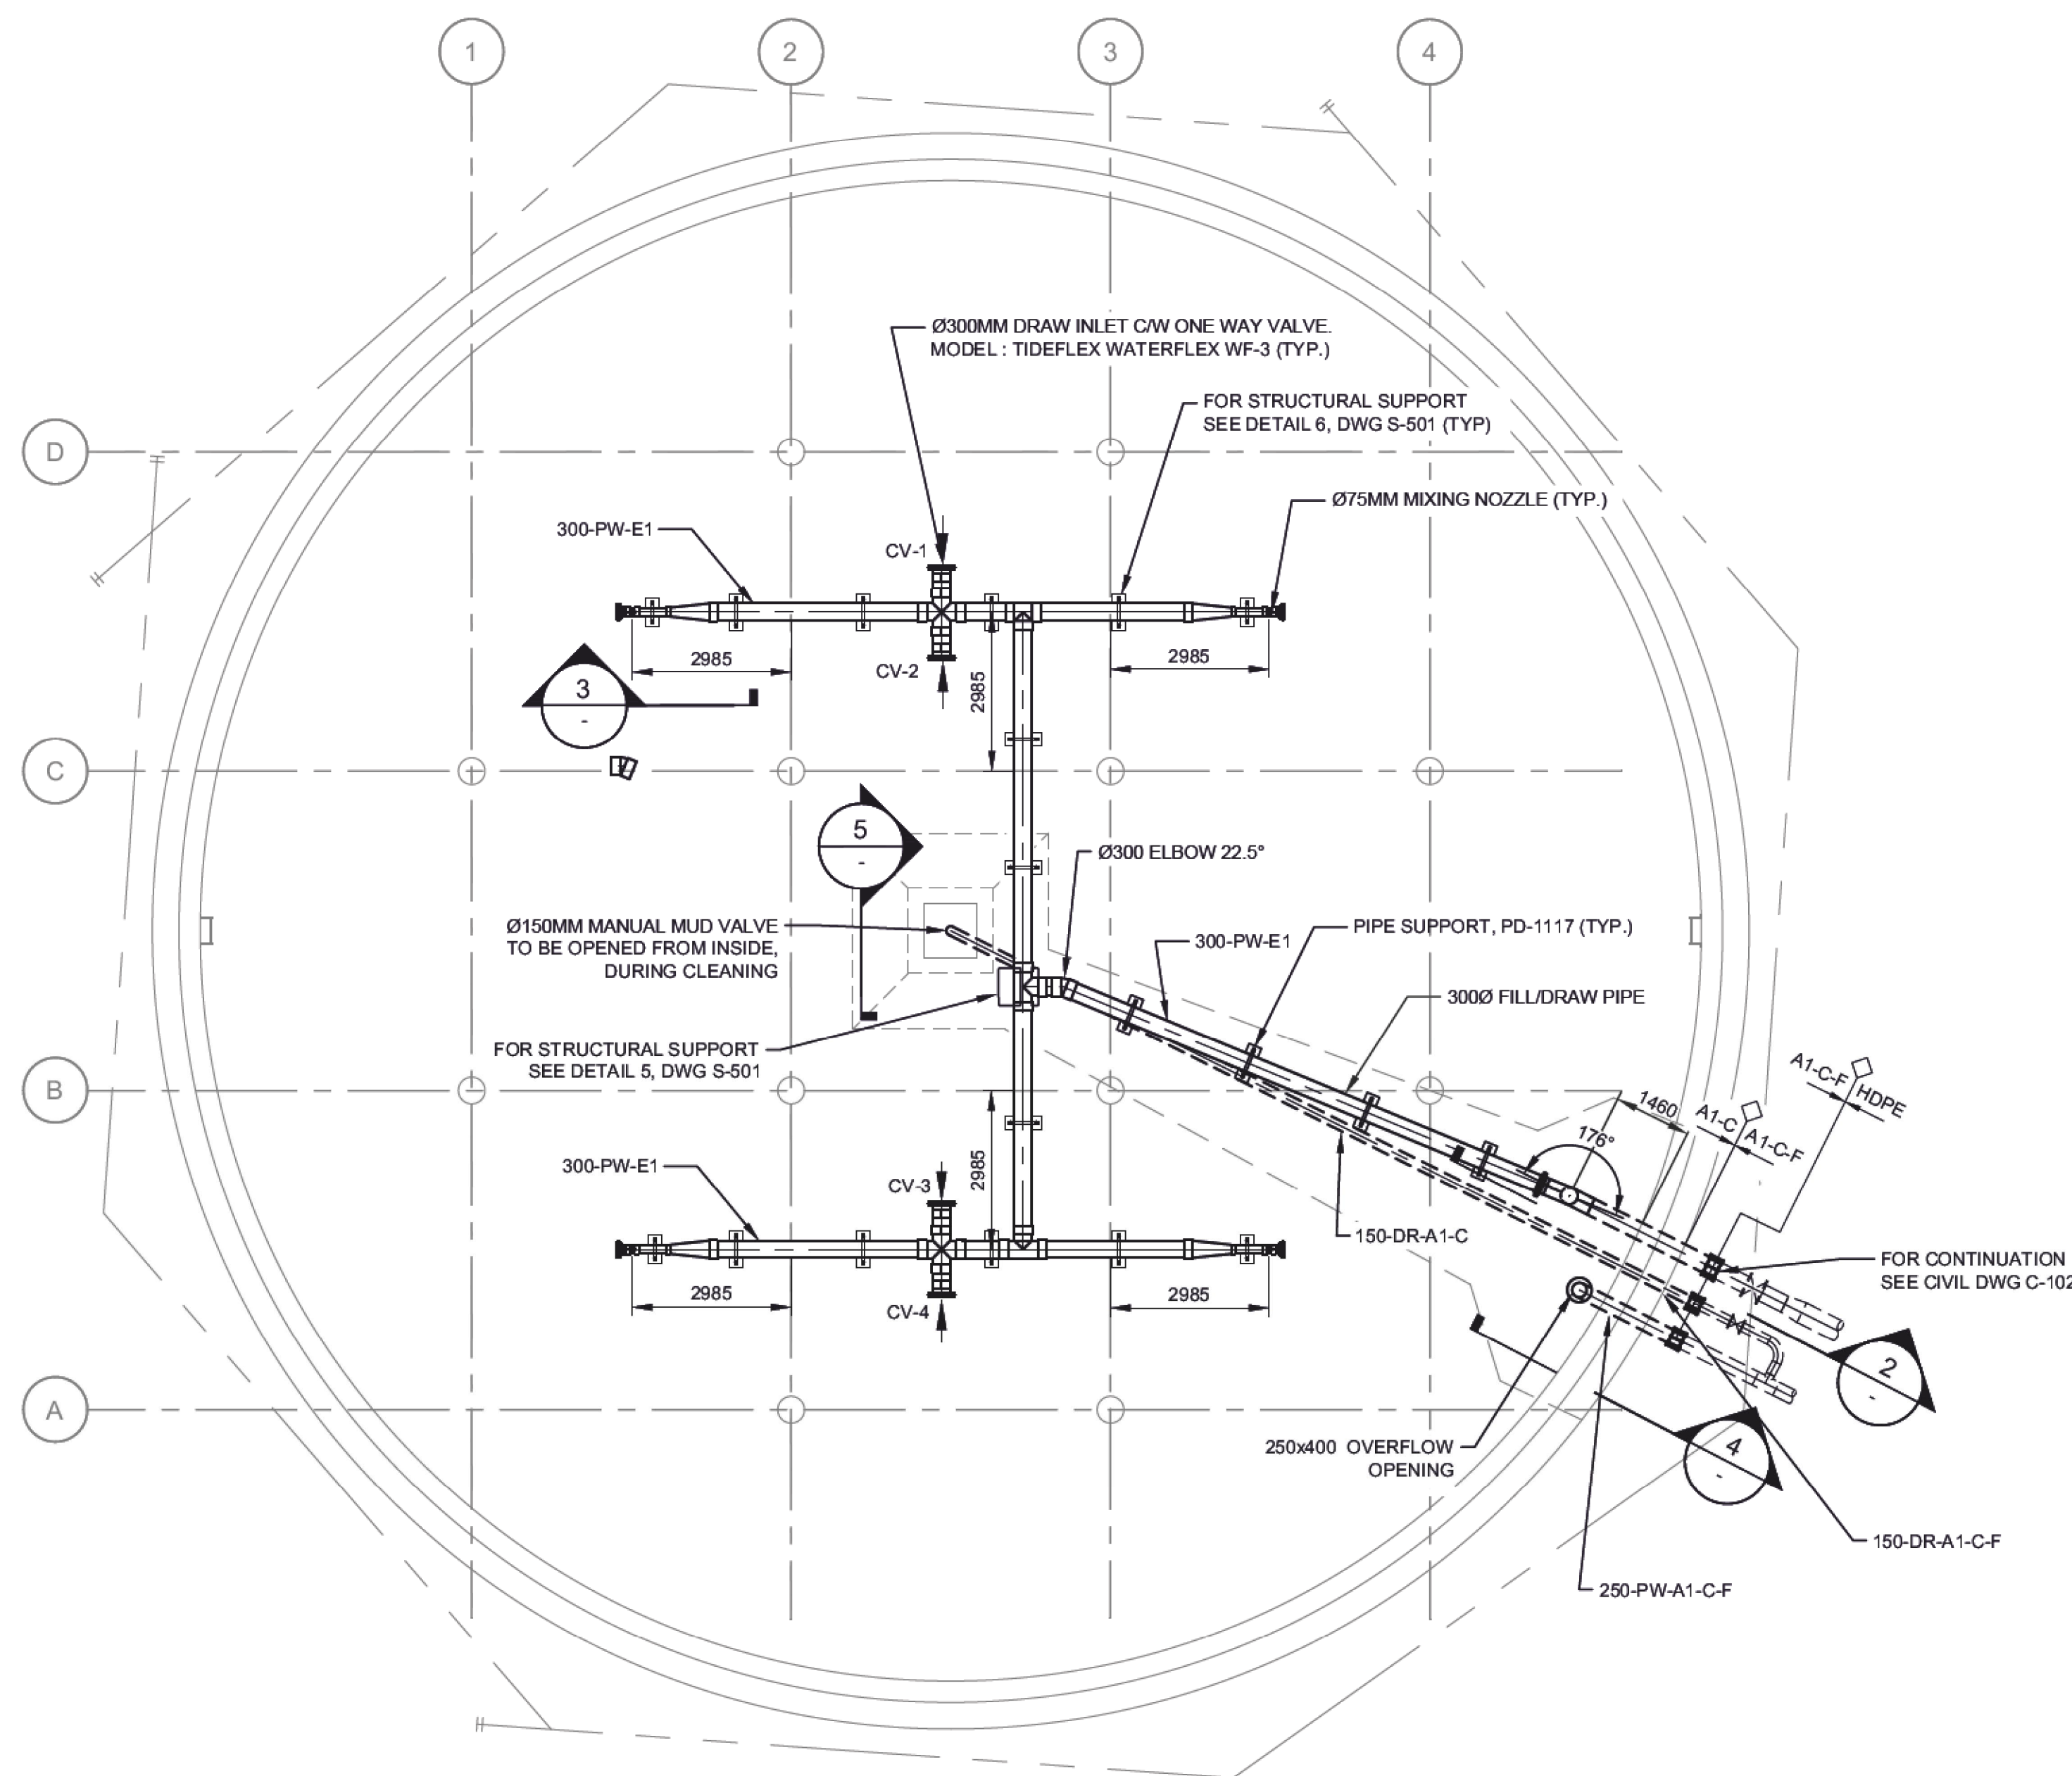 1
2
3
4
Ø300MM DRAW INLET C/W ONE WAY VALVE.
MODEL : TIDEFLEX WATERFLEX WF-3 (TYP.)
FOR STRUCTURAL SUPPORT
SEE DETAIL 6, DWG S-501 (TYP)
D
Ø75MM MIXING NOZZLE (TYP.)
300-PW-E1
CV-1
2985
2985
CV-2
2985
3
-
C
5
-
Ø300 ELBOW 22.5°
Ø150MM MANUAL MUD VALVE
TO BE OPENED FROM INSIDE,
DURING CLEANING
PIPE SUPPORT, PD-1117 (TYP.)
300-PW-E1
300Ø FILL/DRAW PIPE
FOR STRUCTURAL SUPPORT
SEE DETAIL 5, DWG S-501
B
A1-C-F
HDPE
1460
A1-C
A1-C-F
176°
300-PW-E1
2985
CV-3
150-DR-A1-C
FOR CONTINUATION
SEE CIVIL DWG C-102
2985
2985
CV-4
2
-
A
250x400 OVERFLOW
OPENING
4
-
150-DR-A1-C-F
250-PW-A1-C-F